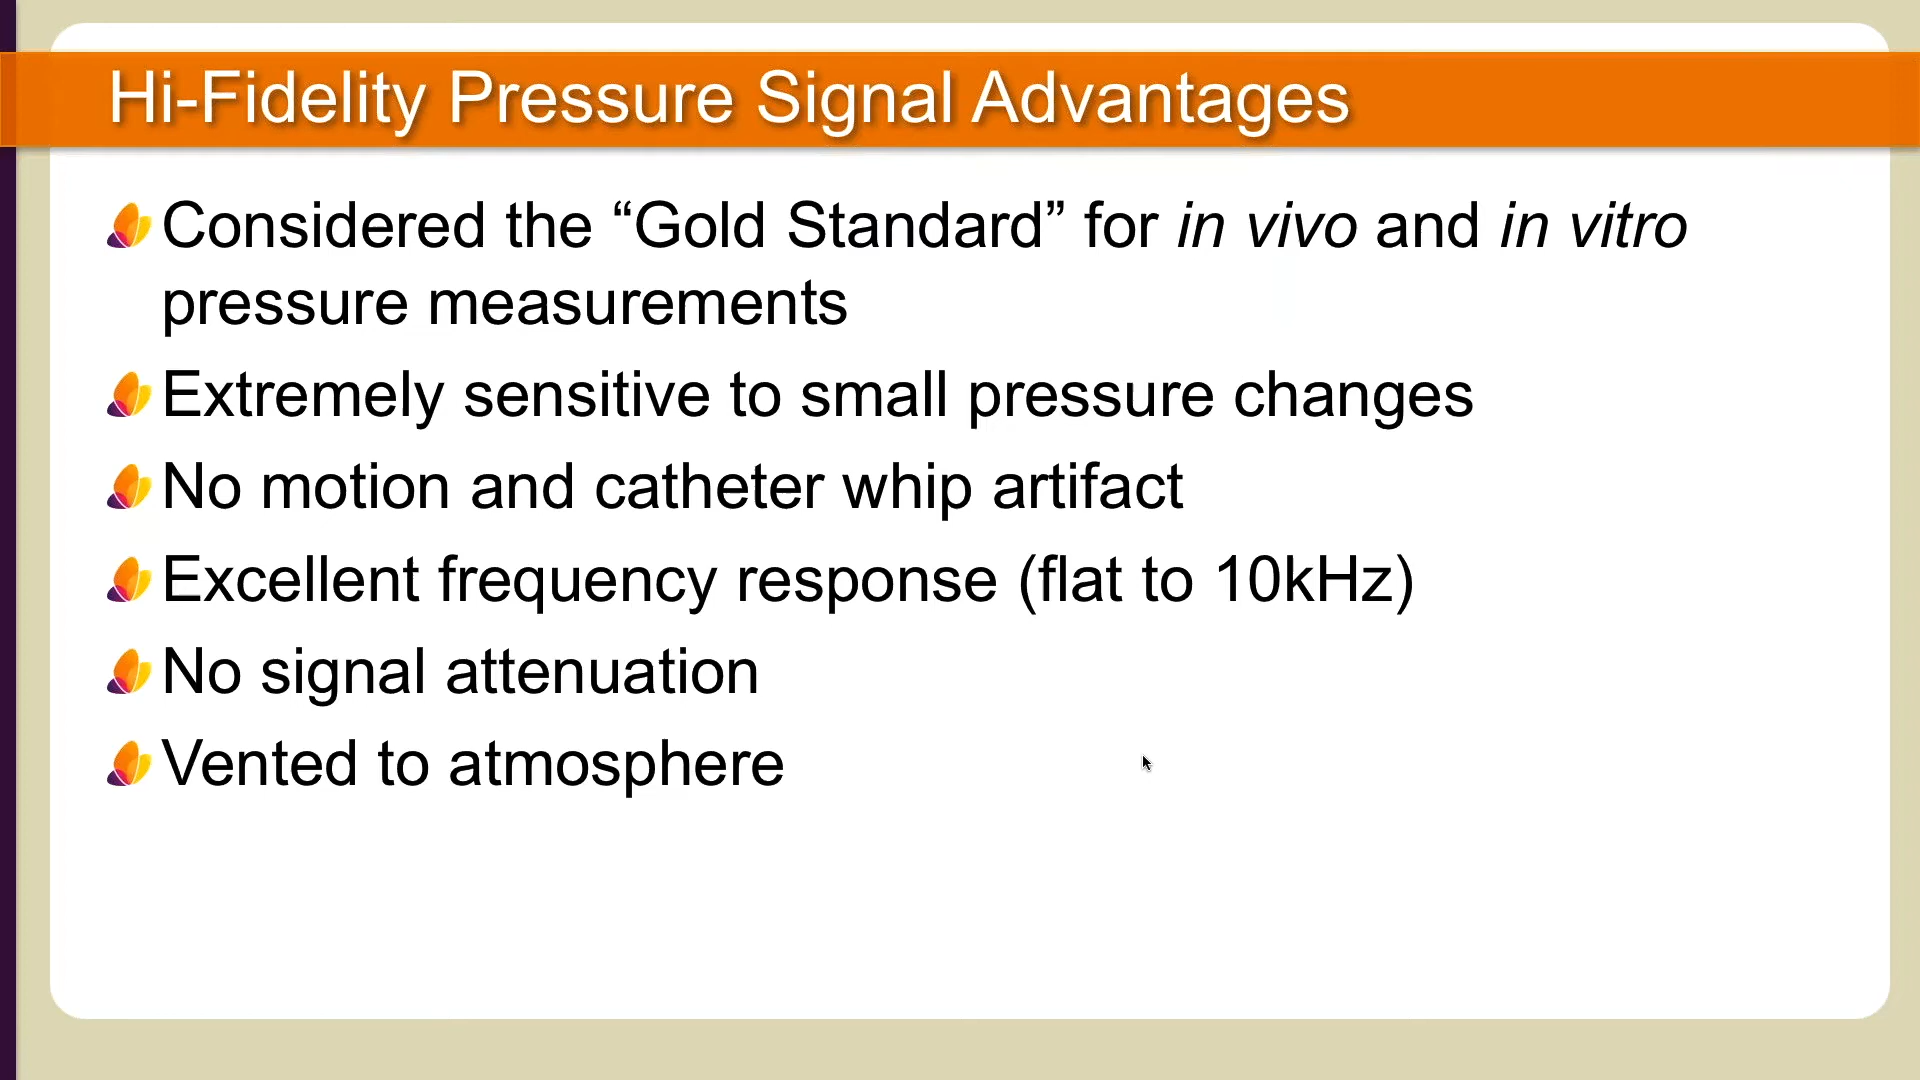 Hi-Fidelity Pressure Signal Advantages
Considered the “Gold Standard” for in vivo and in vitro
pressure measurements
Extremely sensitive to small pressure changes
No motion and catheter whip artifact
Excellent frequency response (flat to 10kHz)
No signal attenuation
Vented to atmosphere